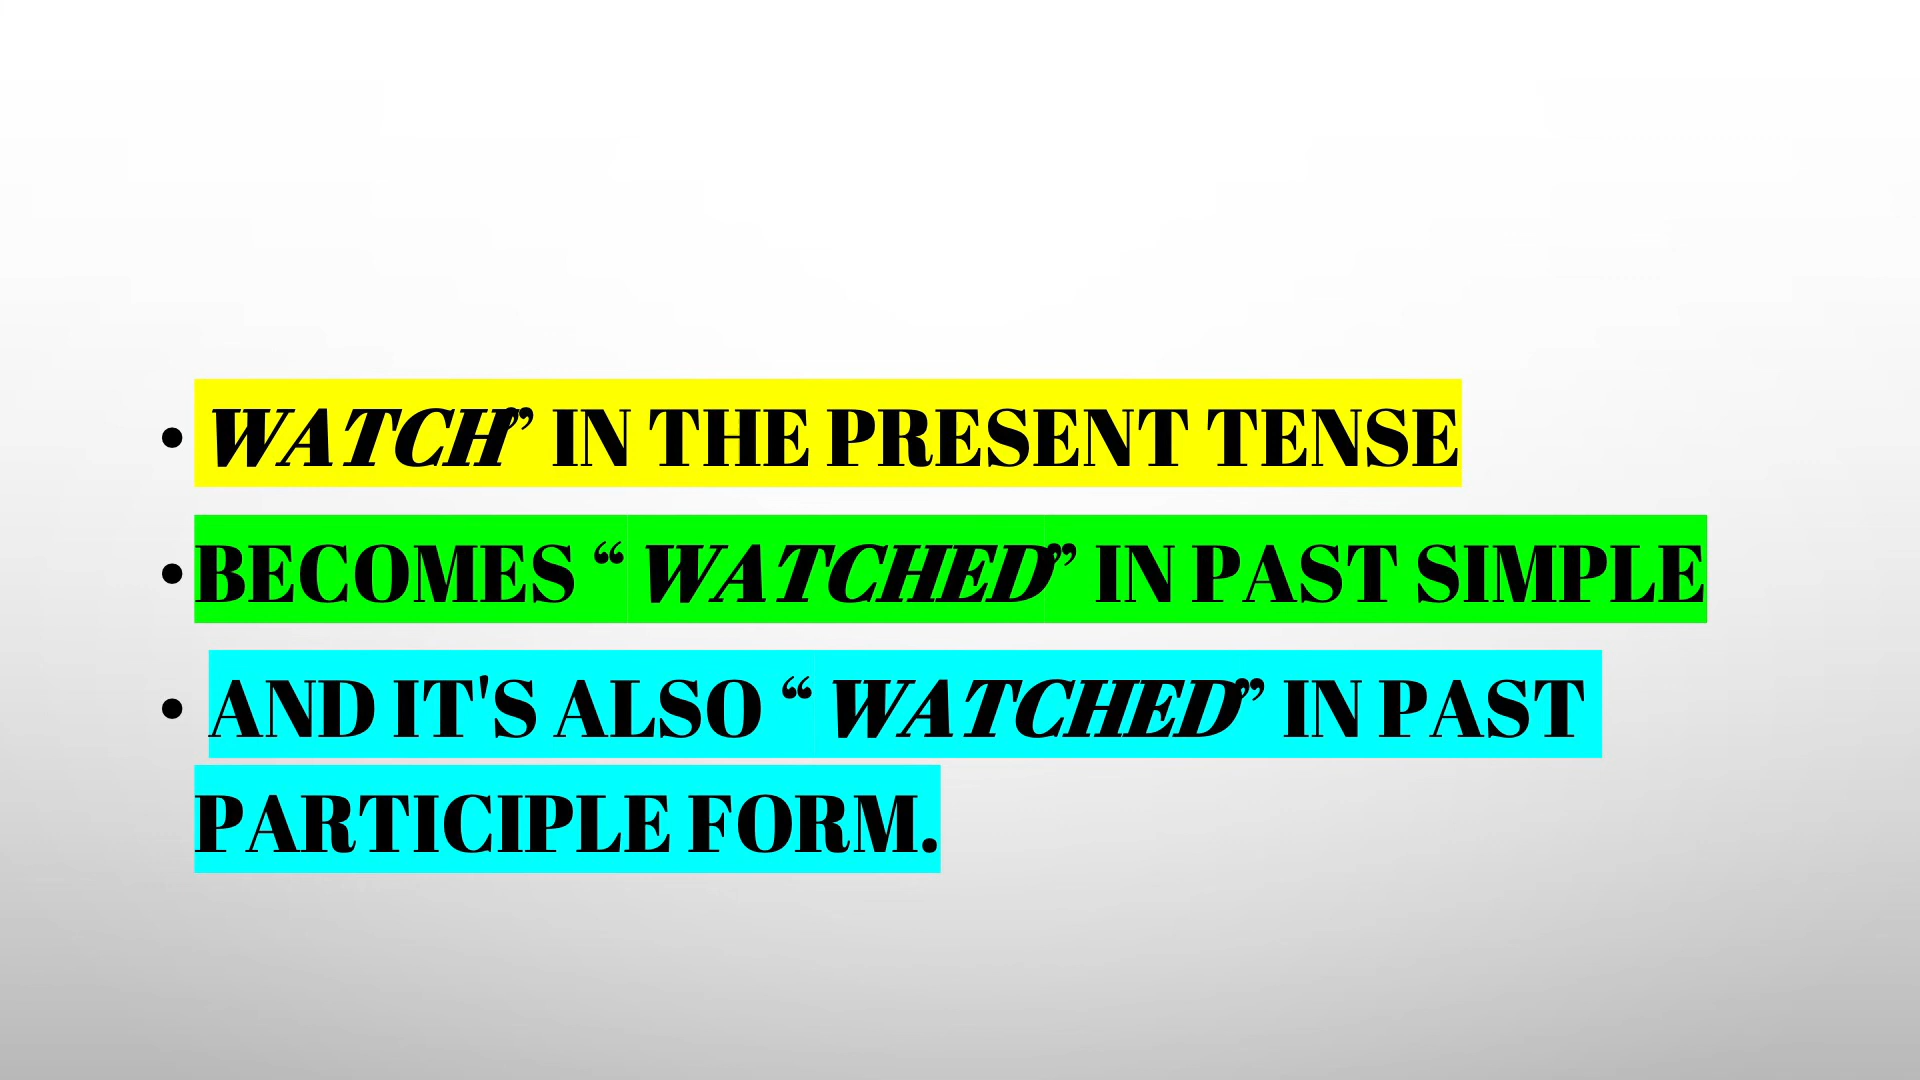 • WATCH” IN THE PRESENT TENSE
• BECOMES “ WATCHED” IN PAST SIMPLE
• AND IT'S ALSO “ WATCHED” IN PAST
PARTICIPLE FORM.